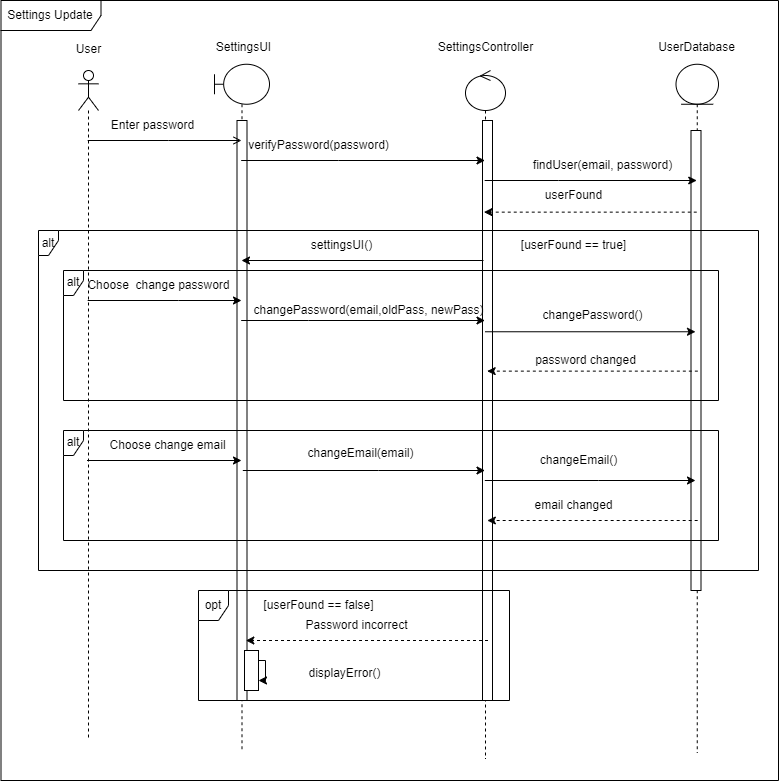 Settings Update
User
SettingsUI
SettingsController
UserDatabase
Enter password
verifyPassword(password)
findUser(email, password)
userFound
alt
settingsUI()
[userFound == true]
alt
Choose  change password
changePassword(email,oldPass, newPass)
changePassword()
password changed
alt
Choose change email
changeEmail(email)
changeEmail()
email changed
opt
[userFound == false]
Password incorrect
displayError()